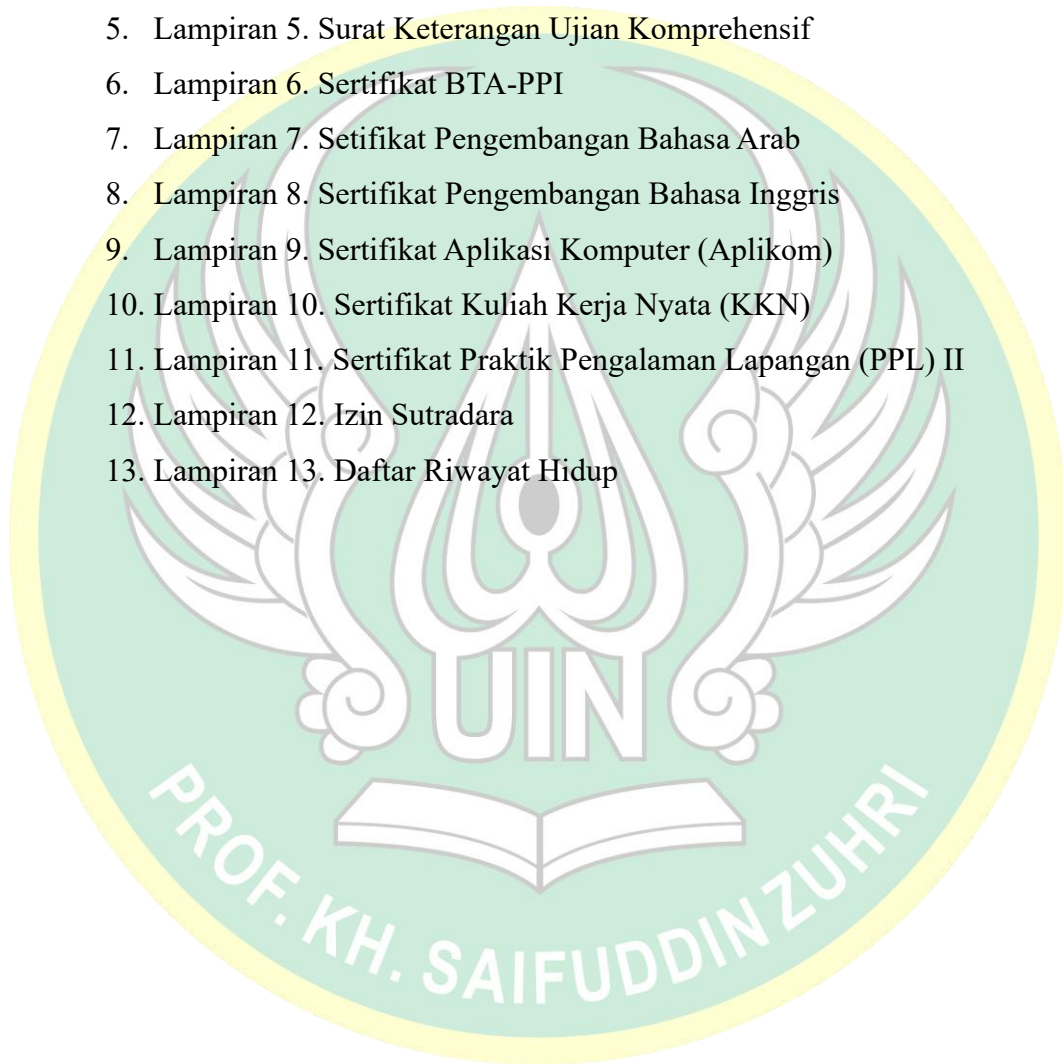 5. Lampiran 5. Surat Keterangan Ujian Komprehensif
6. Lampiran 6. Sertifikat BTA-PPI
7. Lampiran 7. Setifikat Pengembangan Bahasa Arab
8. Lampiran 8. Sertifikat Pengembangan Bahasa Inggris
9. Lampiran 9. Sertifikat Aplikasi Komputer (Aplikom)
10. Lampiran 10. Sertifikat Kuliah Kerja Nyata (KKN)
11. Lampiran 11. Sertifikat Praktik Pengalaman Lapangan (PPL) II
12. Lampiran 12. Izin Sutradara
13. Lampiran 13. Daftar Riwayat Hidup
UIN
PROF. KH. SAIFUDDIN ZUHRI